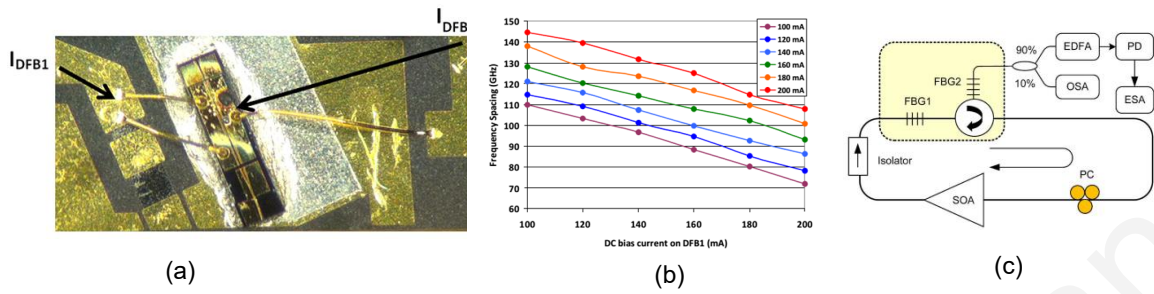 I_DFB1
I_DFB
(a)
Frequency Spacing (GHz)
150
140
130
120
110
100
90
80
70
60
100
120
140
160
180
200
DC bias current on DFB1 (mA)
100 mA
120 mA
140 mA
160 mA
180 mA
200 mA
(b)
90%
10%
EDFA
PD
OSA
ESA
FBG2
FBG1
Isolator
SOA
PC
(c)